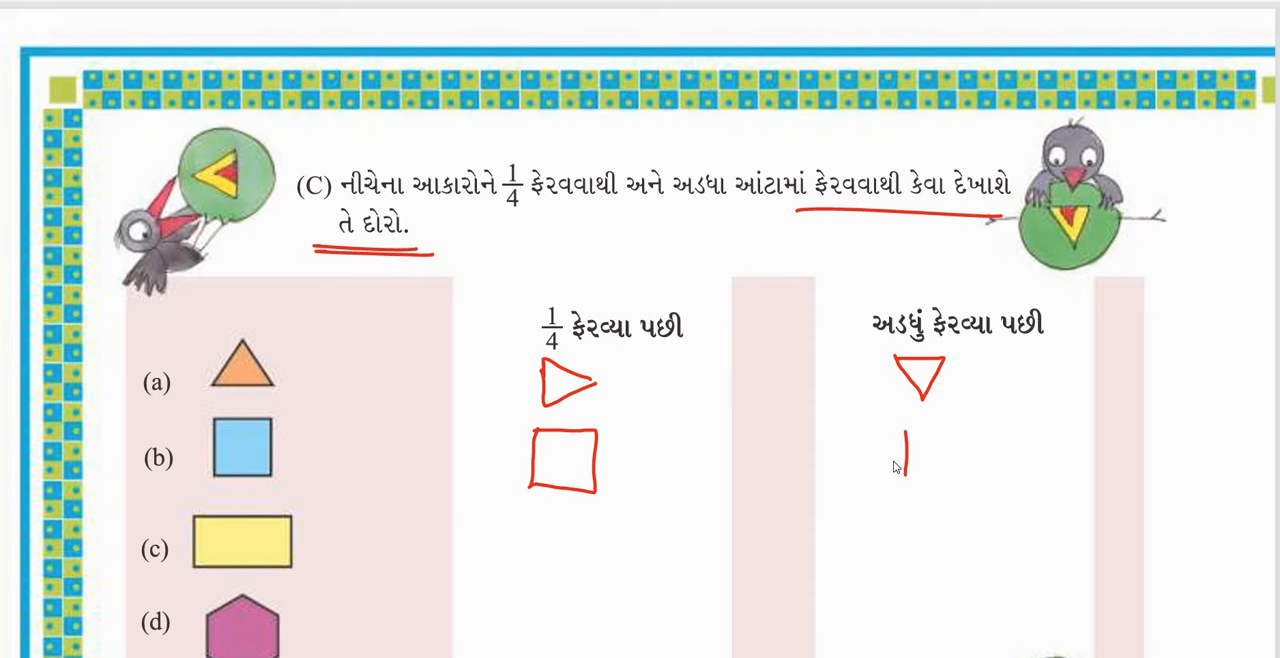 (C) નીચેના આકારોને 1/4 ફેરવવાથી અને અડધા આંટામાં ફેરવવાથી કેવા દેખાશે
તે દોરો.
1/4 ફેરવ્યા પછી અડધું ફેરવ્યા પછી
(a)
(b)
(c)
(d)